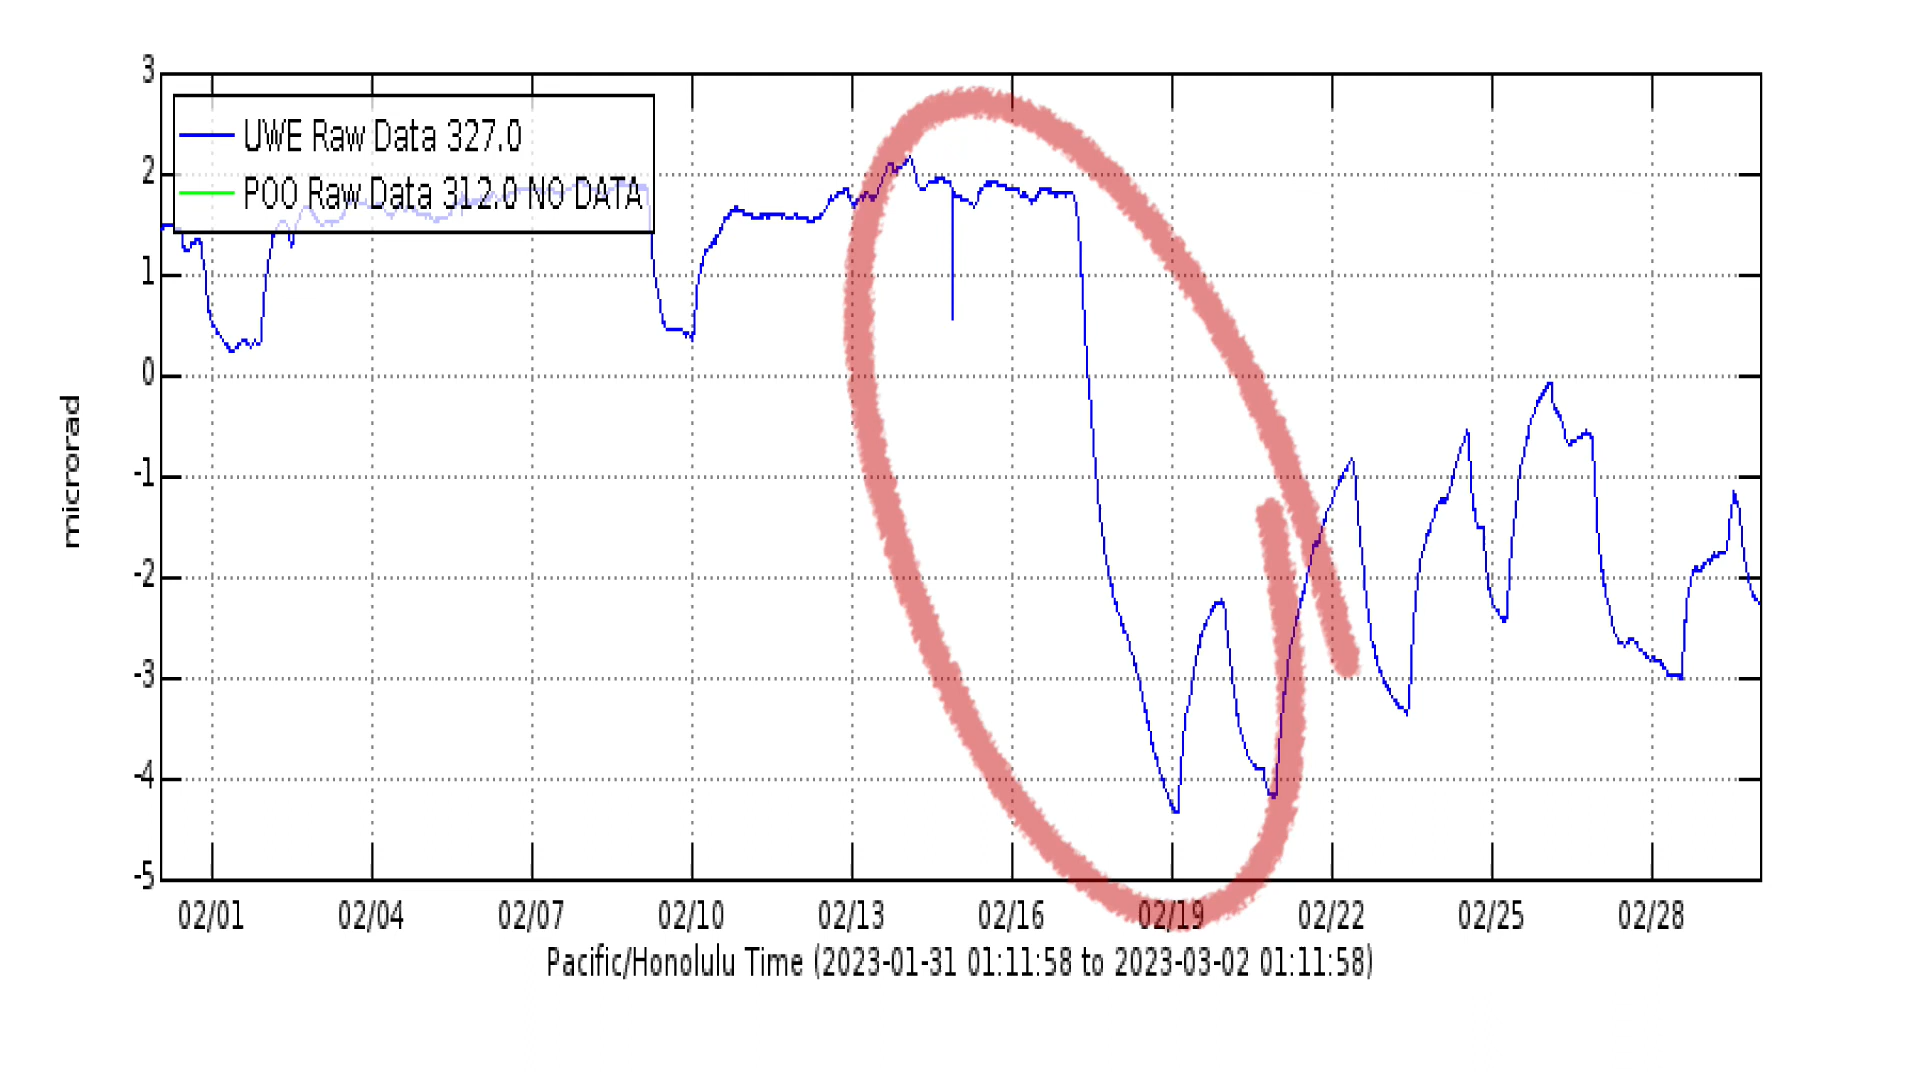 3
2
1
0
-1
-2
-3
-4
-5
microrad
UWE Raw Data 327.0
POO Raw Data 312.0 NO DATA
02/01 02/04 02/07 02/10 02/13 02/16 02/19 02/22 02/25 02/28
Pacific/Honolulu Time (2023-01-31 01:11:58 to 2023-03-02 01:11:58)